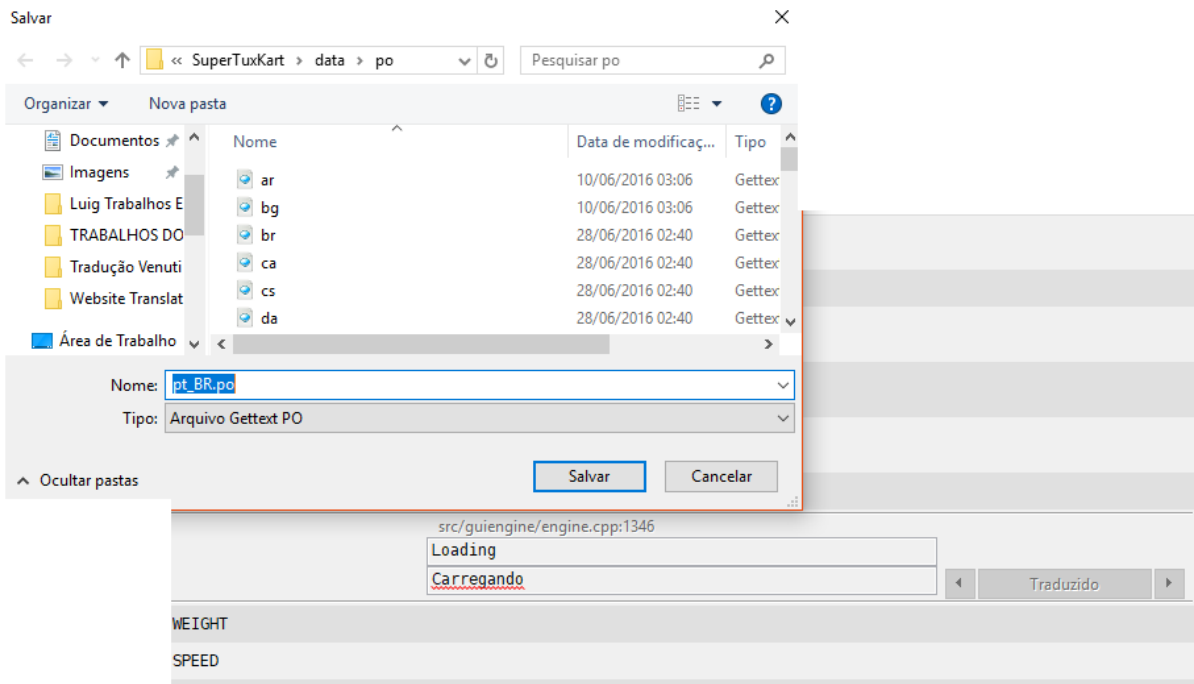 Salvar
« SuperTuxKart › data › po
Pesquisar po
Organizar
Nova pasta
?
Documentos
Imagens
Luig Trabalhos E
TRABALHOS DO
Tradução Venuti
Website Translat
Área de Trabalho
Nome Data de modificaç... Tipo
ar 10/06/2016 03:06 Gettex
bg 10/06/2016 03:06 Gettex
br 28/06/2016 02:40 Gettex
ca 28/06/2016 02:40 Gettex
cs 28/06/2016 02:40 Gettex
da 28/06/2016 02:40 Gettex
Nome: pt_BR.po
Tipo: Arquivo Gettext PO
Ocultar pastas
Salvar
Cancelar
src/guiengine/engine.cpp:1346
Loading
Carregando
Traduzido
WEIGHT
SPEED